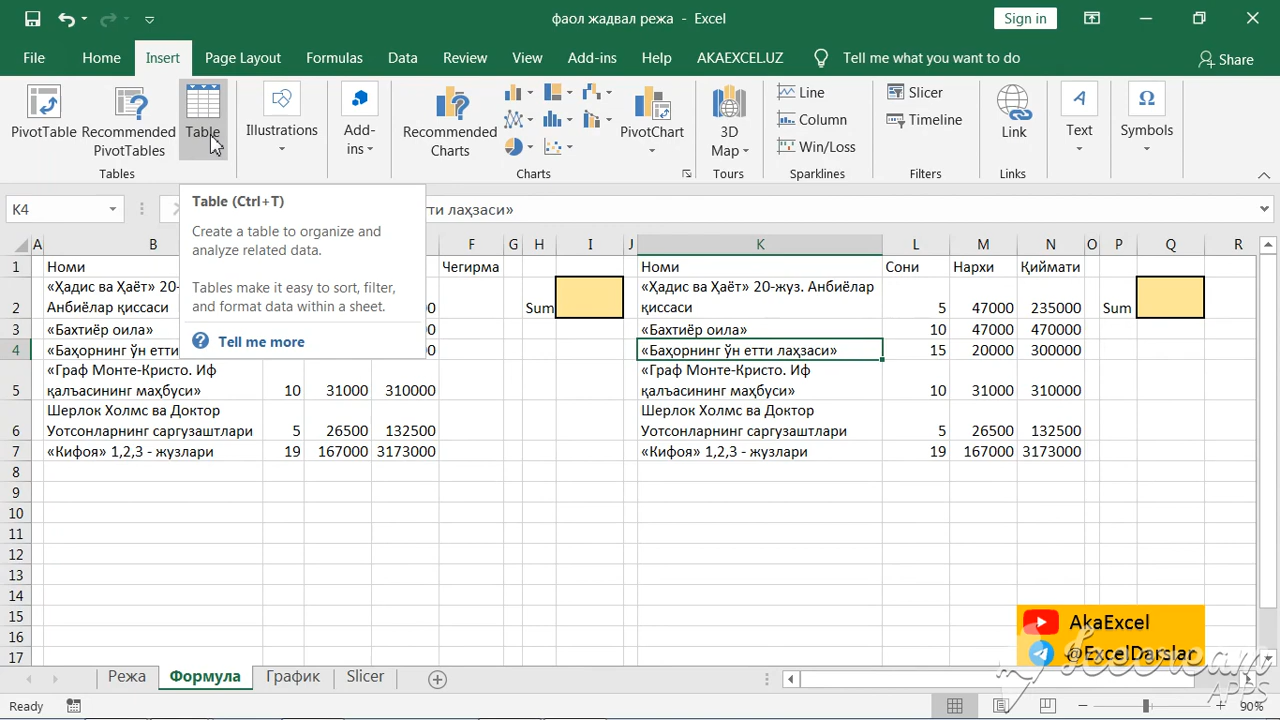 фаол жадвал режа - Excel
Sign in
File Home Insert Page Layout Formulas Data Review View Add-ins Help AKAEXCEL.UZ Tell me what you want to do Share
PivotTable
Recommended
PivotTables
Table
Tables
Illustrations
Add-
ins
Recommended
Charts
PivotChart
Charts
3D
Map
Tours
Line
Column
Win/Loss
Sparklines
Slicer
Timeline
Filters
Link
Links
Text
Symbols
K4
тти лаҳзаси»
Table (Ctrl+T)
Create a table to organize and
analyze related data.
Tables make it easy to sort, filter,
and format data within a sheet.
Tell me more
A B F G H I J K L M N O P Q R
1 Номи Чегирма Номи Сони Нархи Қиймати
«Ҳадис ва Ҳаёт» 20- «Ҳадис ва Ҳаёт» 20-жуз. Анбиёлар
2 Анбиёлар қиссаси Sum қиссаси 5 47000 235000 Sum
3 «Бахтиёр оила» «Бахтиёр оила» 10 47000 470000
4 «Баҳорнинг ўн етти «Баҳорнинг ўн етти лаҳзаси» 15 20000 300000
«Граф Монте-Кристо. Иф «Граф Монте-Кристо. Иф
5 қалъасининг маҳбуси» 10 31000 310000 қалъасининг маҳбуси» 10 31000 310000
Шерлок Холмс ва Доктор Шерлок Холмс ва Доктор
6 Уотсонларнинг саргузаштлари 5 26500 132500 Уотсонларнинг саргузаштлари 5 26500 132500
7 «Кифоя» 1,2,3 - жузлари 19 167000 3173000 «Кифоя» 1,2,3 - жузлари 19 167000 3173000
8
9
10
11
12
13
14
15
16
17
AkaExcel
@ExcelDarslar
Icecream
APPS
Режа Формула График Slicer
Ready 90%